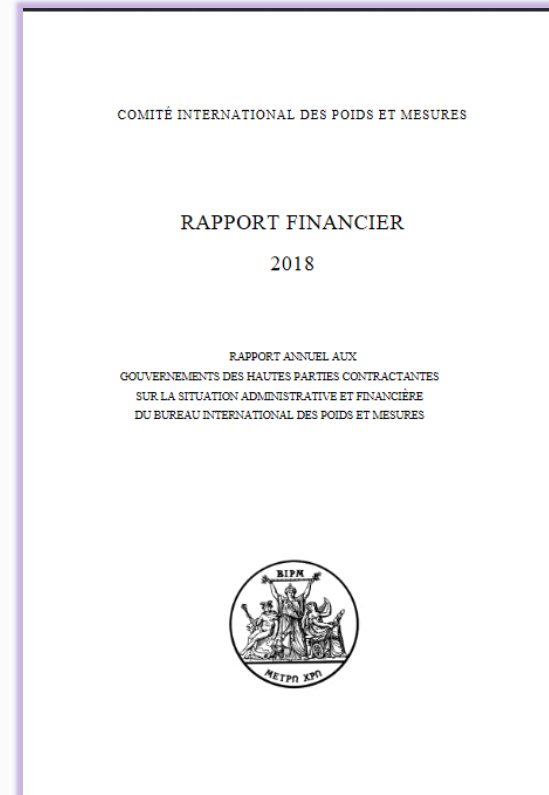 COMITÉ INTERNATIONAL DES POIDS ET MESURES
RAPPORT FINANCIER
2018
RAPPORT ANNUEL AUX
GOUVERNEMENTS DES HAUTES PARTIES CONTRACTANTES
SUR LA SITUATION ADMINISTRATIVE ET FINANCIÈRE
DU BUREAU INTERNATIONAL DES POIDS ET MESURES
BIPM
ΜΕΤΡΩ ΧΡΩ